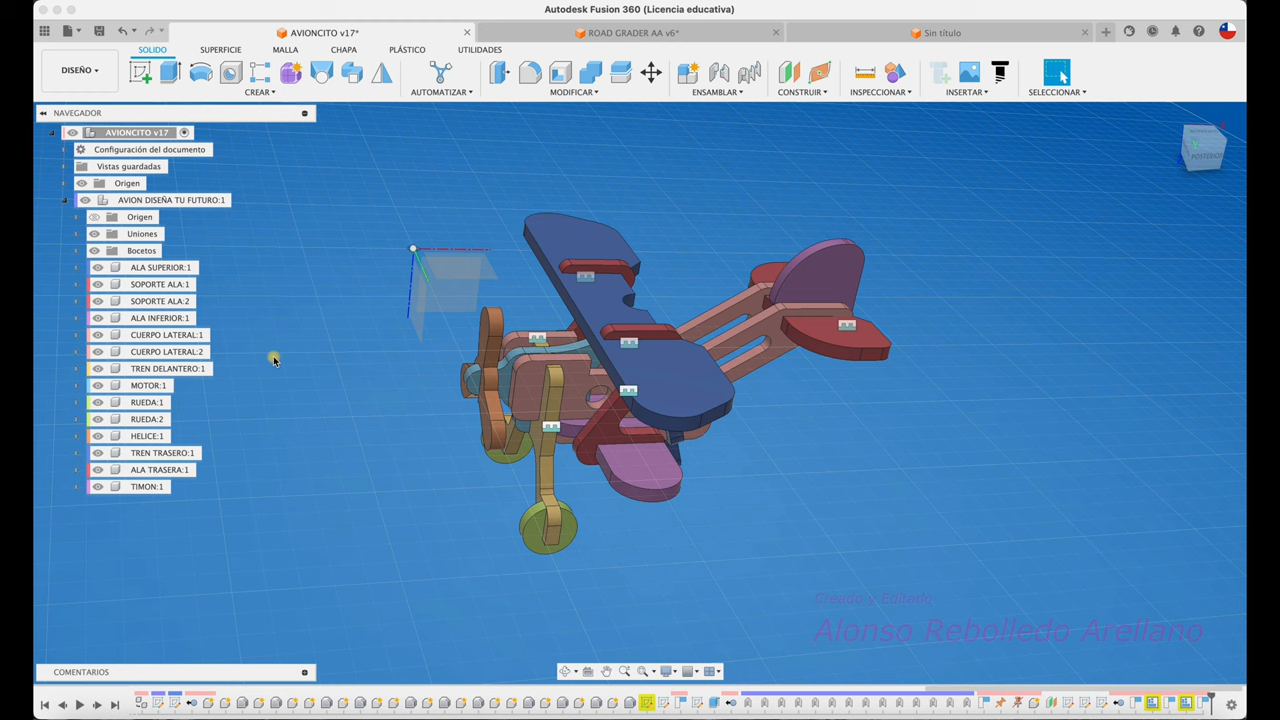 Autodesk Fusion 360 (Licencia educativa)
AVIONCITO v17*
ROAD GRADER AA v6*
Sin título
DISEÑO
SOLIDO
SUPERFICIE
MALLA
CHAPA
PLÁSTICO
UTILIDADES
CREAR
AUTOMATIZAR
MODIFICAR
ENSAMBLAR
CONSTRUIR
INSPECCIONAR
INSERTAR
SELECCIONAR
NAVEGADOR
AVIONCITO v17
Configuración del documento
Vistas guardadas
Origen
AVION DISEÑA TU FUTURO:1
Origen
Uniones
Bocetos
ALA SUPERIOR:1
SOPORTE ALA:1
SOPORTE ALA:2
ALA INFERIOR:1
CUERPO LATERAL:1
CUERPO LATERAL:2
TREN DELANTERO:1
MOTOR:1
RUEDA:1
RUEDA:2
HELICE:1
TREN TRASERO:1
ALA TRASERA:1
TIMON:1
POSTERIOR
Creado y Editado
Alonso Rebolledo Arellano
COMENTARIOS